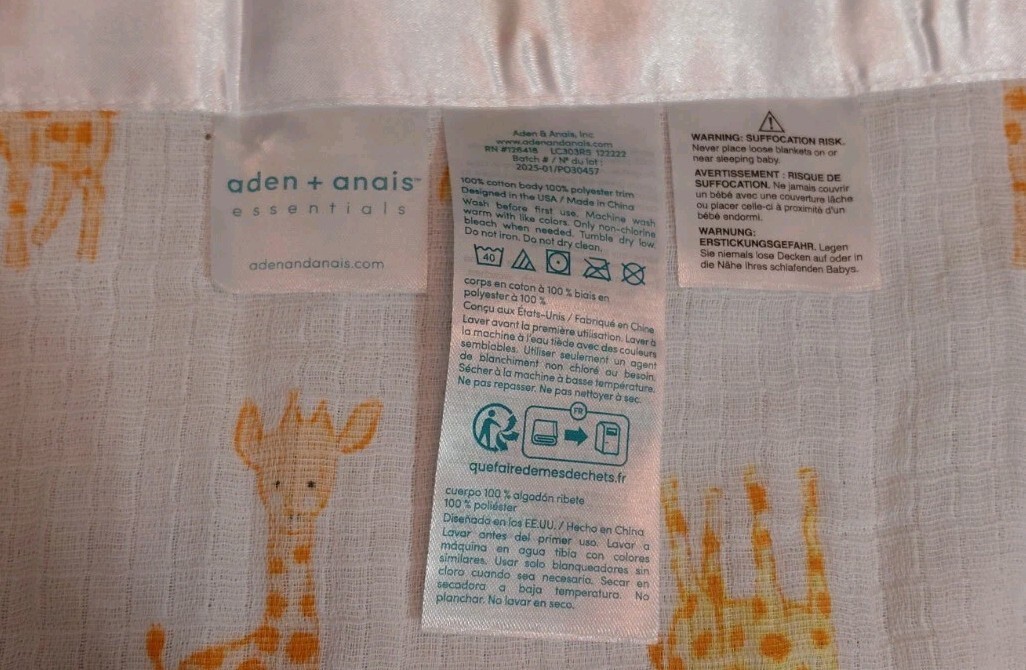 aden + anais™
essentials
adenandanais.com
Aden & Anais, Inc
www.adenandanais.com
RN #126418 LC303RS 122222
Batch # / Nº du lot :
2025-01/PO30457
100% cotton body 100% polyester trim
Designed in the USA / Made in China
Wash before first use. Machine wash
warm with like colors. Only non-chlorine
bleach when needed. Tumble dry low.
Do not iron. Do not dry clean.
40
corps en coton à 100 % biais en
polyester à 100 %
Conçu aux États-Unis / Fabriqué en Chine
Laver avant la première utilisation. Laver à
la machine à l'eau tiède avec des couleurs
semblables. Utiliser seulement un agent
de blanchiment non chloré au besoin.
Sécher à la machine à basse température.
Ne pas repasser. Ne pas nettoyer à sec.
FR
quefairedemesdechets.fr
cuerpo 100 % algodón ribete
100 % poliéster
Diseñada en los EE.UU. / Hecho en China
Lavar antes del primer uso. Lavar a
máquina en agua tibia con colores
similares. Usar solo blanqueadores sin
cloro cuando sea necesario. Secar en
secadora a baja temperatura. No
planchar. No lavar en seco.
WARNING: SUFFOCATION RISK.
Never place loose blankets on or
near sleeping baby.
AVERTISSEMENT : RISQUE DE
SUFFOCATION. Ne jamais couvrir
un bébé avec une couverture lâche
ou placer celle-ci à proximité d'un
bébé endormi.
WARNUNG:
ERSTICKUNGSGEFAHR. Legen
Sie niemals lose Decken auf oder in
die Nähe Ihres schlafenden Babys.